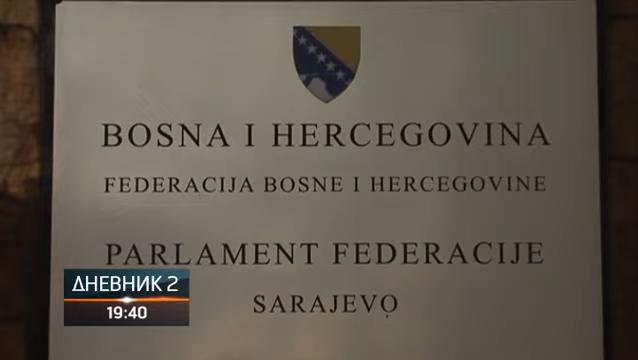 BOSNA I HERCEGOVINA
FEDERACIJA BOSNE I HERCEGOVINE
PARLAMENT FEDERACIJE
SARAJEVO
ДНЕВНИК 2
19:40